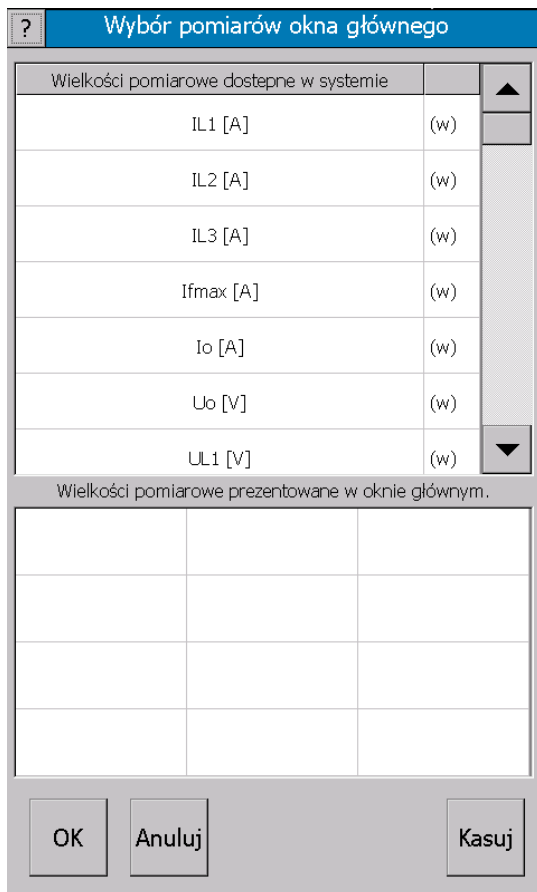 ? Wybór pomiarów okna głównego
Wielkości pomiarowe dostepne w systemie
IL1 [A] (w)
IL2 [A] (w)
IL3 [A] (w)
Ifmax [A] (w)
Io [A] (w)
Uo [V] (w)
UL1 [V] (w)
Wielkości pomiarowe prezentowane w oknie głównym.
OK Anuluj Kasuj